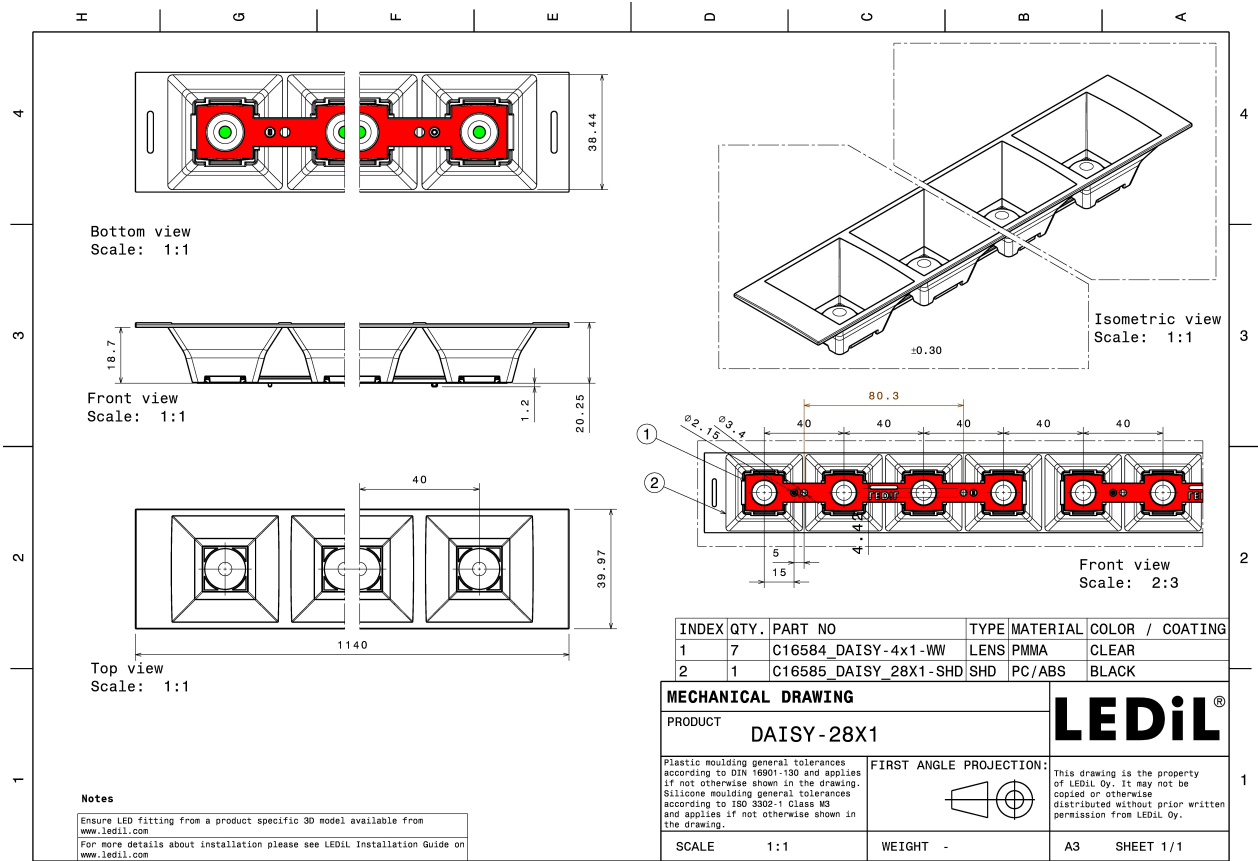 H G F E D C B A
4
4
38.44
Bottom view
Scale: 1:1
3
3
18.7
1.2
20.25
Front view
Scale: 1:1
Isometric view
Scale: 1:1
±0.30
80.3
Ø2.15
Ø3.4
40 40 40 40 40
1
2
LEDiL
4.42
5
15
Front view
Scale: 2:3
2
2
40
39.97
1140
Top view
Scale: 1:1
INDEX QTY. PART NO TYPE MATERIAL COLOR / COATING
1 7 C16584_DAISY-4x1-WW LENS PMMA CLEAR
2 1 C16585_DAISY_28X1-SHD SHD PC/ABS BLACK
MECHANICAL DRAWING
PRODUCT
DAISY-28X1
LEDiL®
Plastic moulding general tolerances
according to DIN 16901-130 and applies
if not otherwise shown in the drawing.
Silicone moulding general tolerances
according to ISO 3302-1 Class M3
and applies if not otherwise shown in
the drawing.
FIRST ANGLE PROJECTION:
This drawing is the property
of LEDiL Oy. It may not be
copied or otherwise
distributed without prior written
permission from LEDiL Oy.
SCALE 1:1 WEIGHT - A3 SHEET 1/1
1
1
Notes
Ensure LED fitting from a product specific 3D model available from
www.ledil.com
For more details about installation please see LEDiL Installation Guide on
www.ledil.com